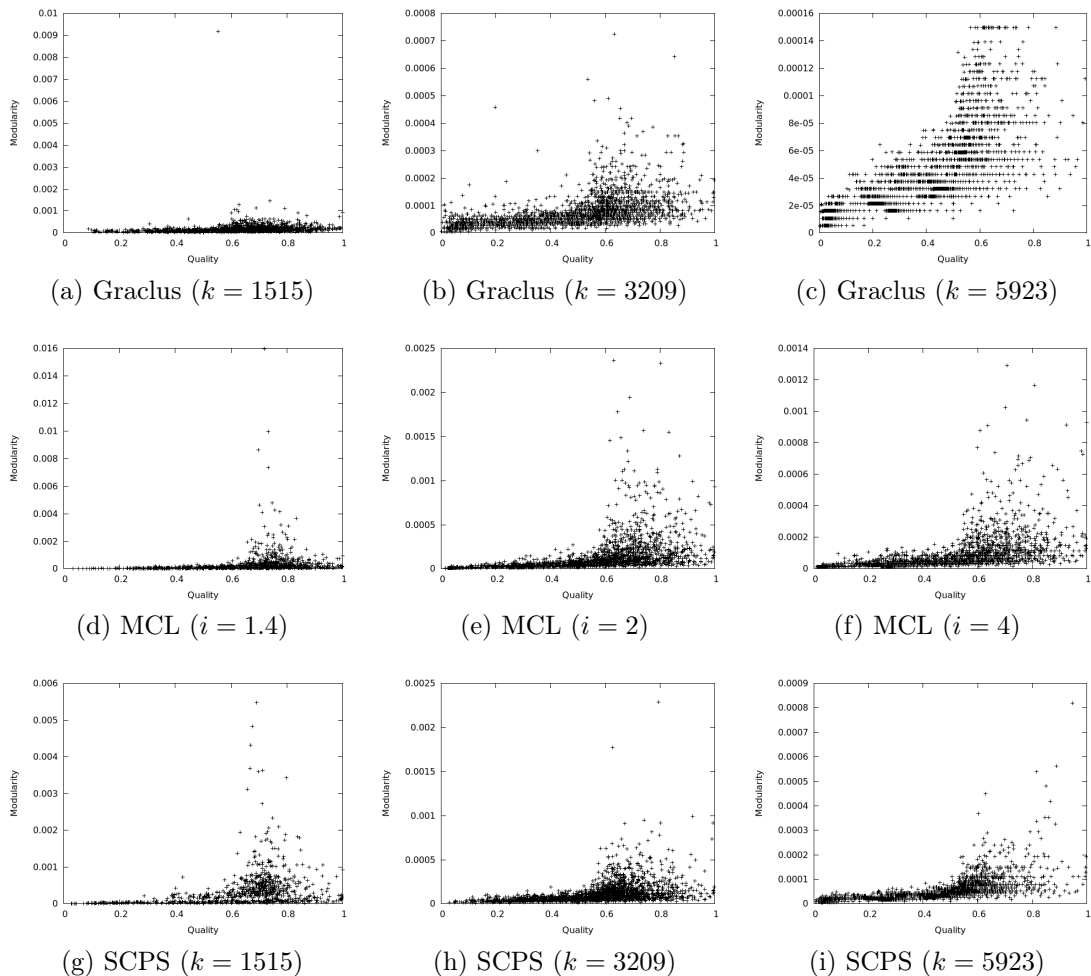 0.01
0.009
0.008
0.007
0.006
0.005
0.004
0.003
0.002
0.001
0
Modularity
0 0.2 0.4 0.6 0.8 1
Quality
(a) Graclus (k = 1515)
0.0008
0.0007
0.0006
0.0005
0.0004
0.0003
0.0002
0.0001
0
Modularity
0 0.2 0.4 0.6 0.8 1
Quality
(b) Graclus (k = 3209)
0.00016
0.00014
0.00012
0.0001
8e-05
6e-05
4e-05
2e-05
0
Modularity
0 0.2 0.4 0.6 0.8 1
Quality
(c) Graclus (k = 5923)
0.016
0.014
0.012
0.01
0.008
0.006
0.004
0.002
0
Modularity
0 0.2 0.4 0.6 0.8 1
Quality
(d) MCL (i = 1.4)
0.0025
0.002
0.0015
0.001
0.0005
0
Modularity
0 0.2 0.4 0.6 0.8 1
Quality
(e) MCL (i = 2)
0.0014
0.0012
0.001
0.0008
0.0006
0.0004
0.0002
0
Modularity
0 0.2 0.4 0.6 0.8 1
Quality
(f) MCL (i = 4)
0.006
0.005
0.004
0.003
0.002
0.001
0
Modularity
0 0.2 0.4 0.6 0.8 1
Quality
(g) SCPS (k = 1515)
0.0025
0.002
0.0015
0.001
0.0005
0
Modularity
0 0.2 0.4 0.6 0.8 1
Quality
(h) SCPS (k = 3209)
0.0009
0.0008
0.0007
0.0006
0.0005
0.0004
0.0003
0.0002
0.0001
0
Modularity
0 0.2 0.4 0.6 0.8 1
Quality
(i) SCPS (k = 5923)